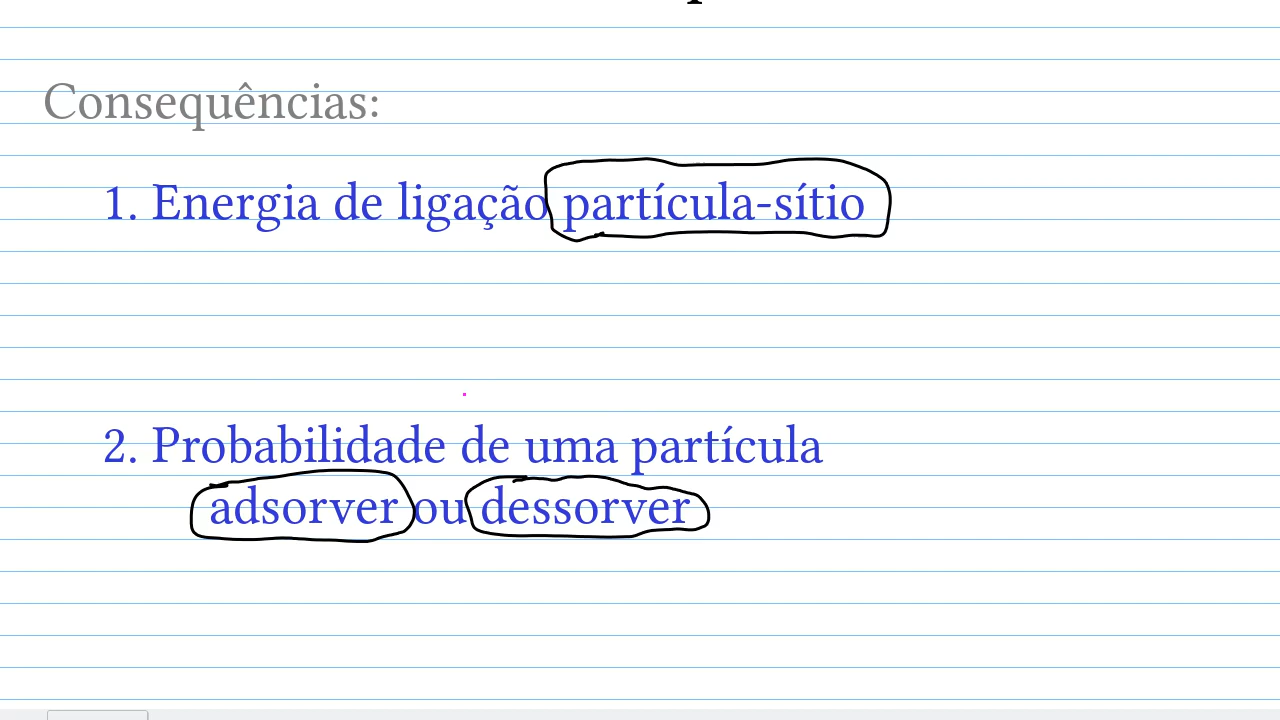 Consequências:
1. Energia de ligação partícula-sítio
2. Probabilidade de uma partícula
adsorver ou dessorver